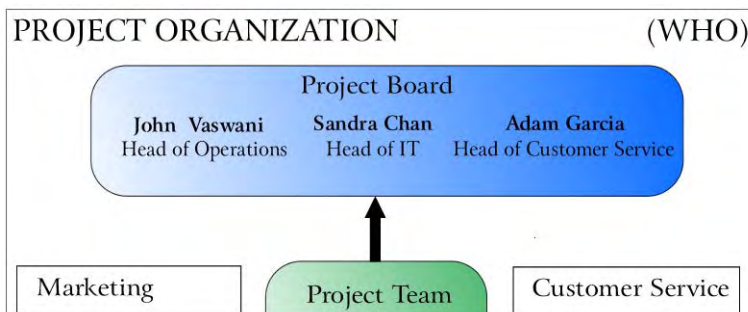 PROJECT ORGANIZATION (WHO)
Project Board
John Vaswani Sandra Chan Adam Garcia
Head of Operations Head of IT Head of Customer Service
Marketing Project Team Customer Service